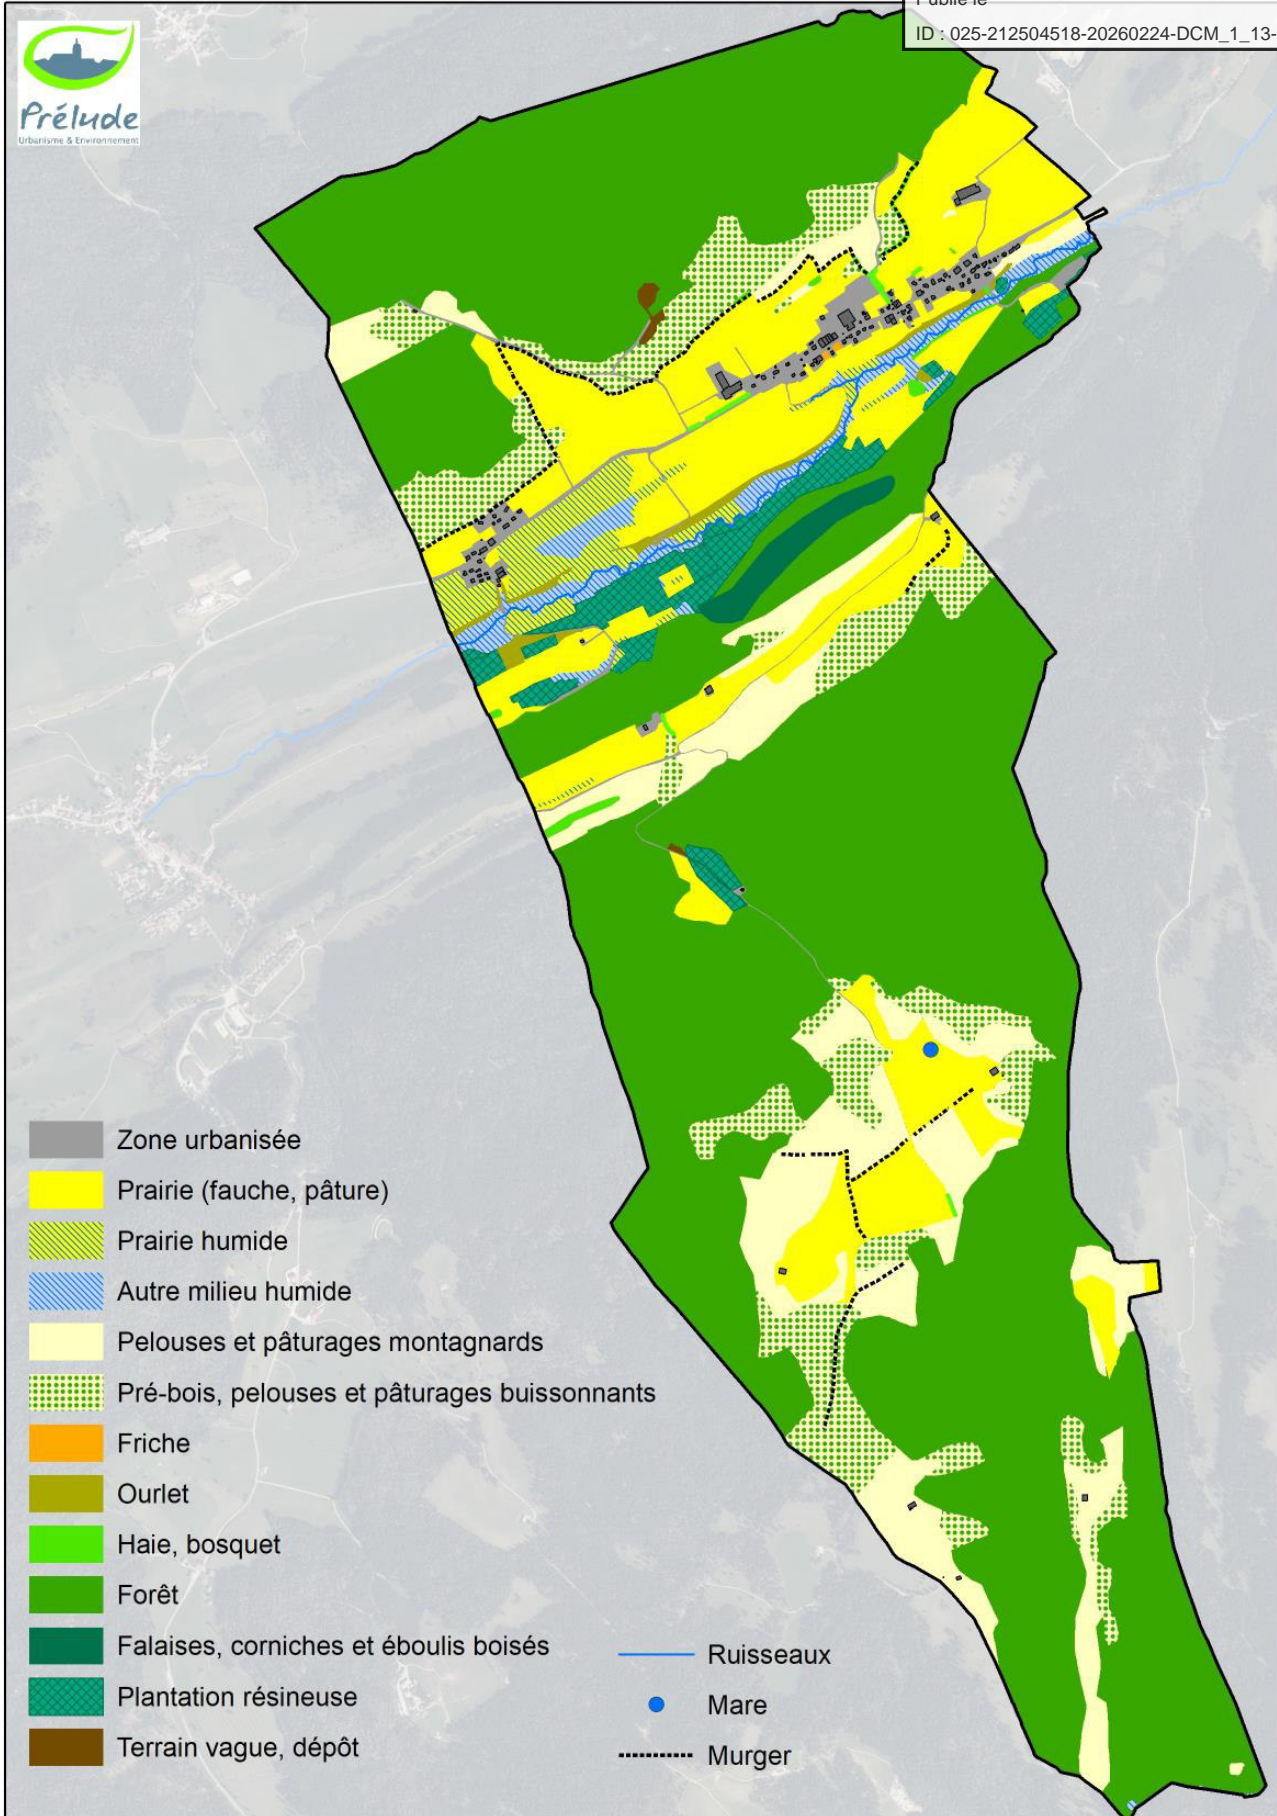 Publié le
ID : 025-212504518-20260224-DCM_1_13-
Prélude
Urbanisme & Environnement
Zone urbanisée
Prairie (fauche, pâture)
Prairie humide
Autre milieu humide
Pelouses et pâturages montagnards
Pré-bois, pelouses et pâturages buissonnants
Friche
Ourlet
Haie, bosquet
Forêt
Falaises, corniches et éboulis boisés
Plantation résineuse
Terrain vague, dépôt
Ruisseaux
Mare
Murger